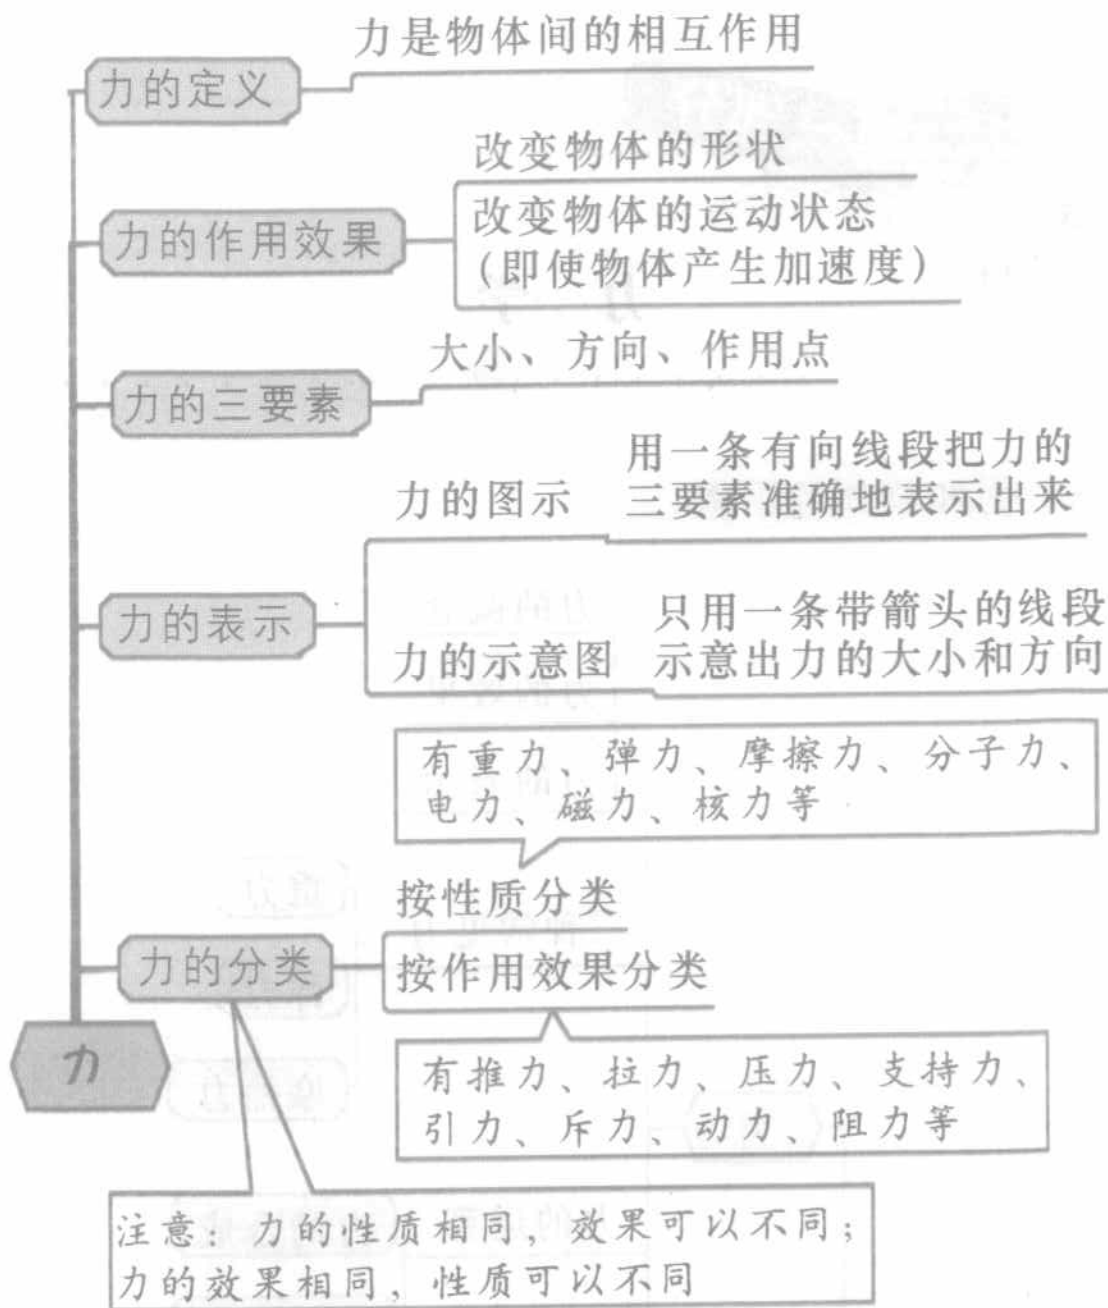 力是物体间的相互作用
力的定义
改变物体的形状
力的作用效果
改变物体的运动状态
(即使物体产生加速度)
大小、方向、作用点
力的三要素
用一条有向线段把力的
力的图示
三要素准确地表示出来
力的表示
只用一条带箭头的线段
力的示意图
示意出力的大小和方向
有重力、弹力、摩擦力、分子力、
电力、磁力、核力等
按性质分类
力的分类
按作用效果分类
力
有推力、拉力、压力、支持力、
引力、斥力、动力、阻力等
注意:力的性质相同,效果可以不同;
力的效果相同,性质可以不同